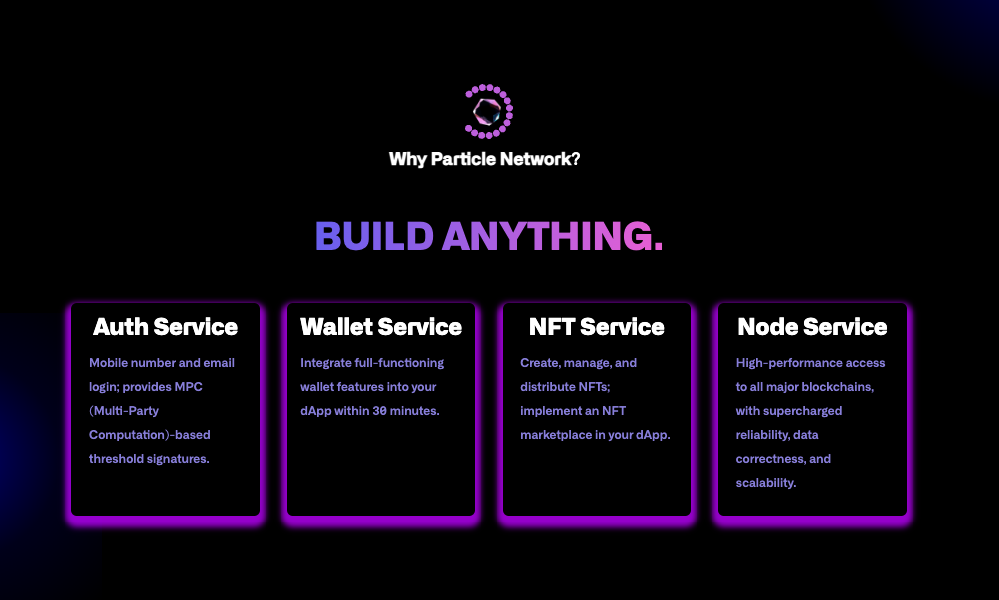 Why Particle Network?
BUILD ANYTHING.
Auth Service
Mobile number and email
login; provides MPC
(Multi-Party
Computation)-based
threshold signatures.
Wallet Service
Integrate full-functioning
wallet features into your
dApp within 30 minutes.
NFT Service
Create, manage, and
distribute NFTs;
implement an NFT
marketplace in your dApp.
Node Service
High-performance access
to all major blockchains,
with supercharged
reliability, data
correctness, and
scalability.